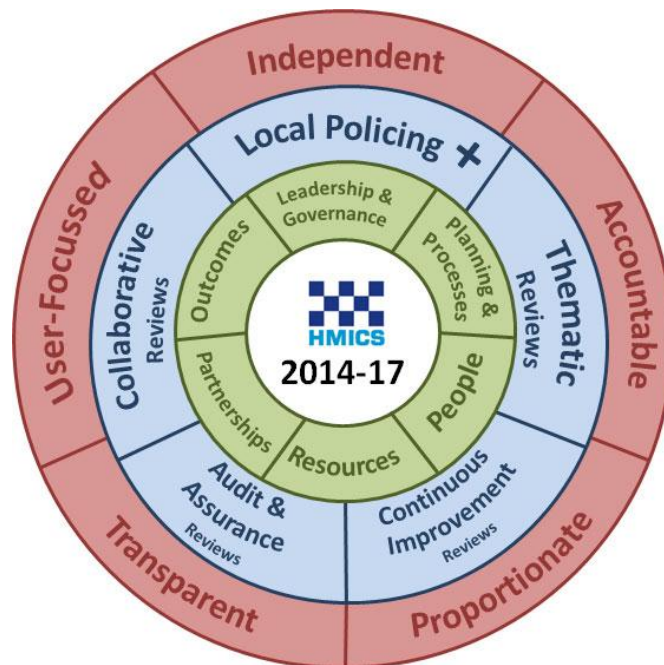 Independent
Accountable
Proportionate
Transparent
User-Focussed
Local Policing +
Thematic
Reviews
Continuous
Improvement
Reviews
Audit &
Assurance
Reviews
Collaborative
Reviews
Leadership &
Governance
Planning &
Processes
People
Resources
Partnerships
Outcomes
HMICS
2014-17